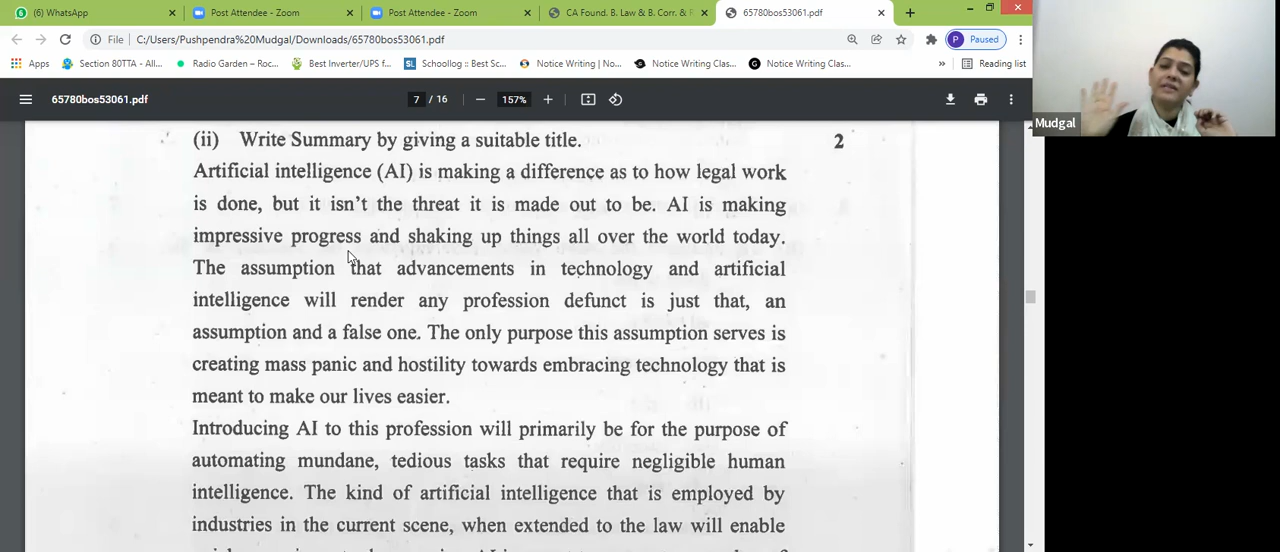 (6) WhatsApp
Post Attendee - Zoom
Post Attendee - Zoom
CA Found. B. Law & B. Corr. &
65780bos53061.pdf
File
C:/Users/Pushpendra%20Mudgal/Downloads/65780bos53061.pdf
P
Paused
Apps
Section 80TTA - All...
Radio Garden – Roc...
Best Inverter/UPS f...
SL
Schoollog :: Best Sc...
Notice Writing | No...
Notice Writing Clas...
G
Notice Writing Clas...
»
Reading list
65780bos53061.pdf
7 / 16
157%
Mudgal
(ii) Write Summary by giving a suitable title. 2
Artificial intelligence (AI) is making a difference as to how legal work
is done, but it isn't the threat it is made out to be. AI is making
impressive progress and shaking up things all over the world today.
The assumption that advancements in technology and artificial
intelligence will render any profession defunct is just that, an
assumption and a false one. The only purpose this assumption serves is
creating mass panic and hostility towards embracing technology that is
meant to make our lives easier.
Introducing AI to this profession will primarily be for the purpose of
automating mundane, tedious tasks that require negligible human
intelligence. The kind of artificial intelligence that is employed by
industries in the current scene, when extended to the law will enable